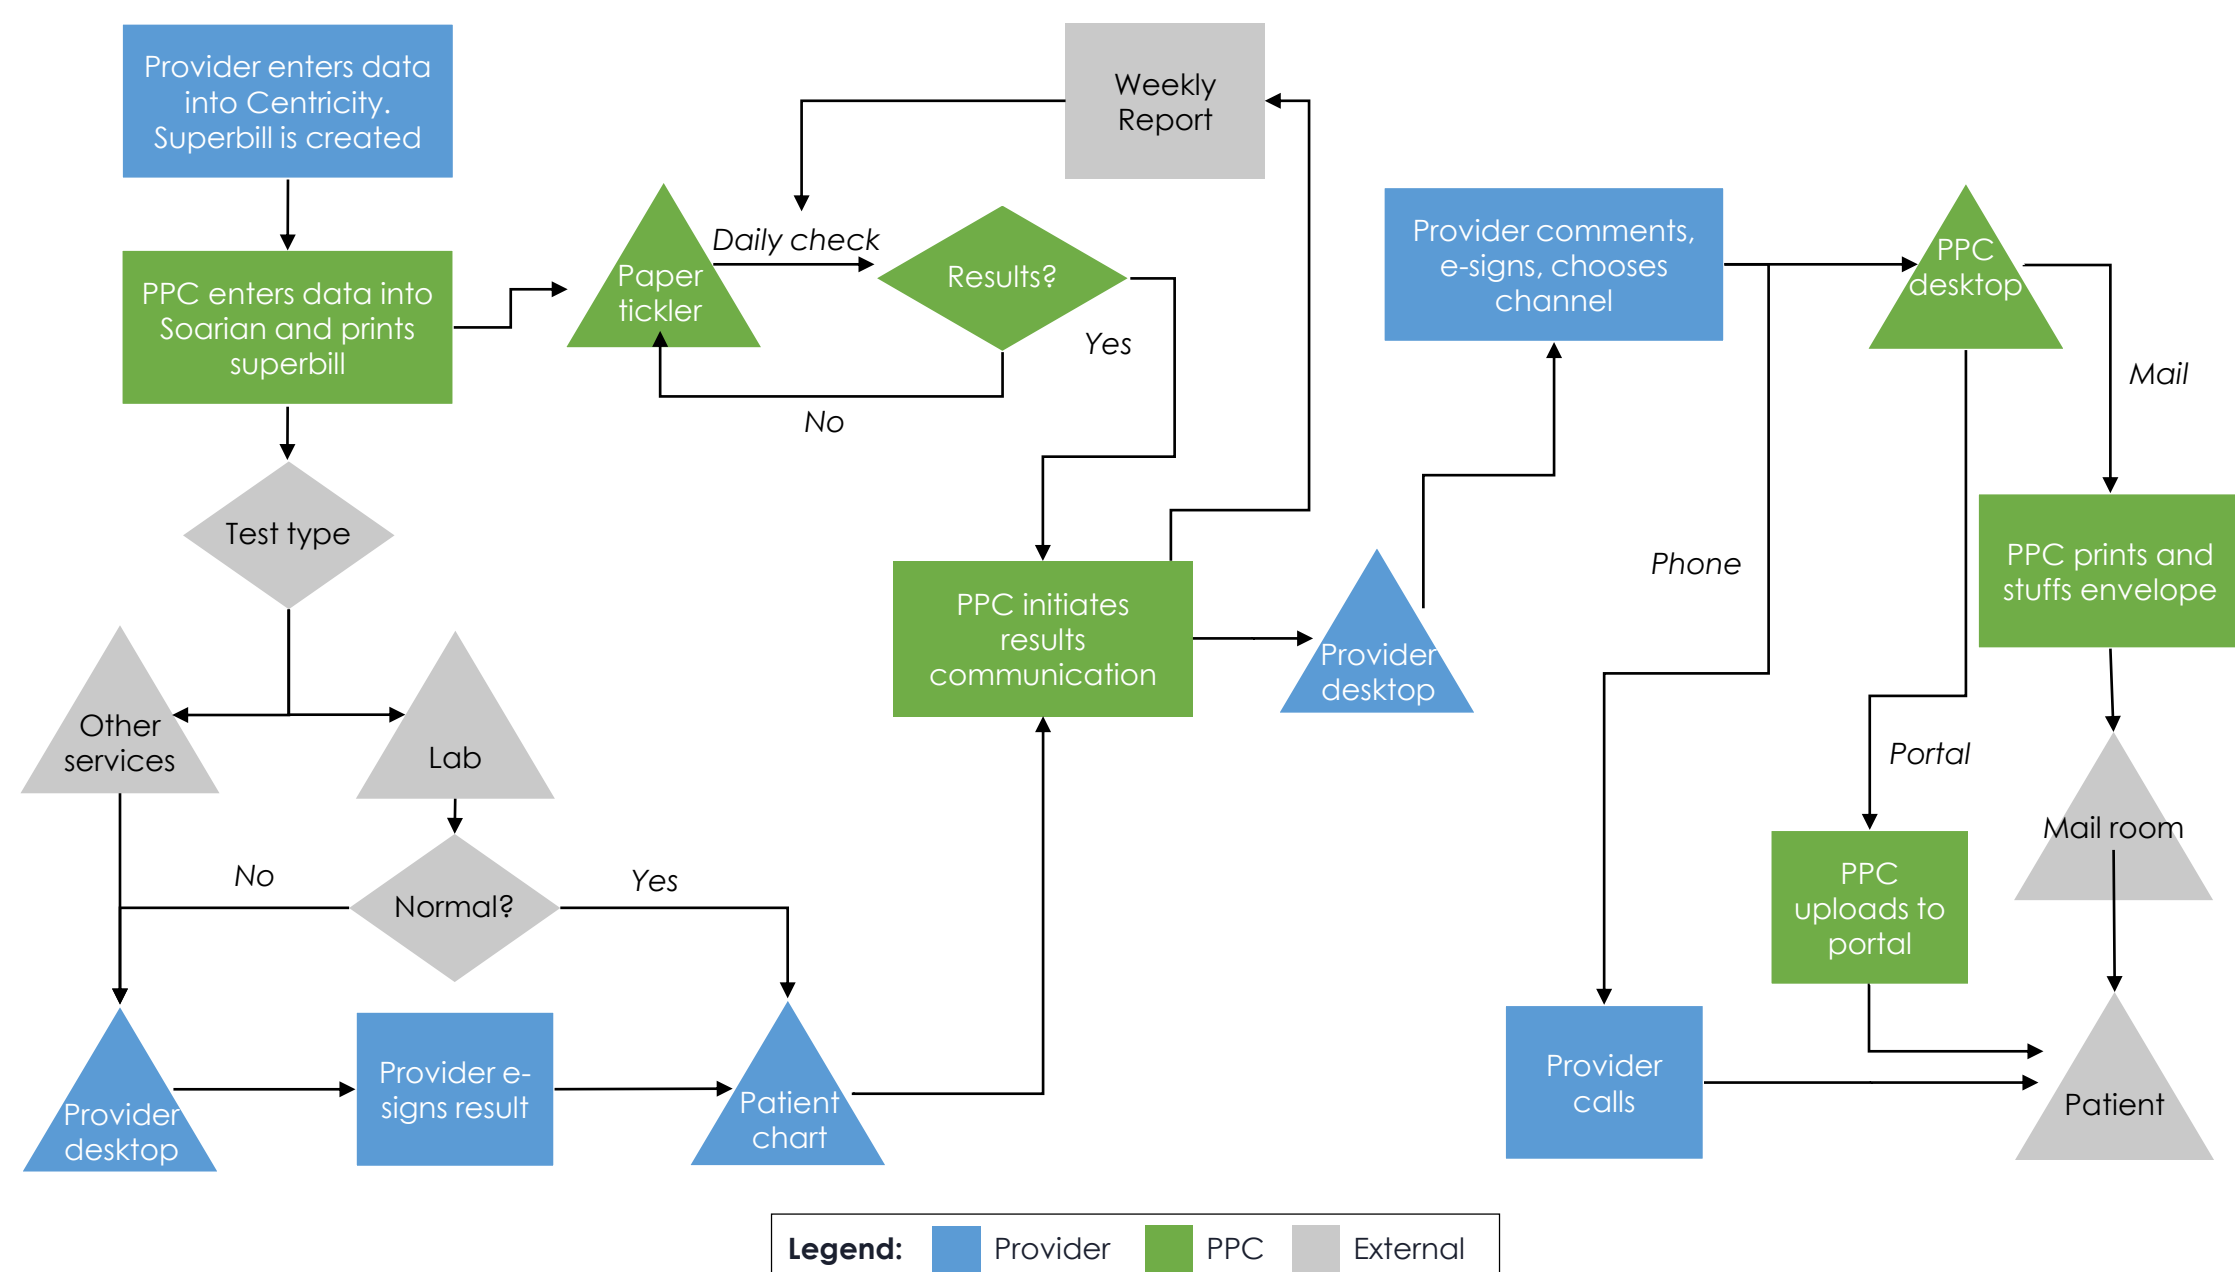 Provider enters data
into Centricity.
Superbill is created
PPC enters data into
Soarian and prints
superbill
Test type
Other
services
Lab
No
Normal?
Yes
Provider
desktop
Provider e-
signs result
Patient
chart
Paper
tickler
Daily check
Results?
No
Yes
Weekly
Report
PPC initiates
results
communication
Provider
desktop
Provider comments,
e-signs, chooses
channel
PPC
desktop
Phone
Mail
Portal
PPC prints and
stuffs envelope
Mail room
PPC
uploads to
portal
Provider
calls
Patient
Legend: Provider PPC External